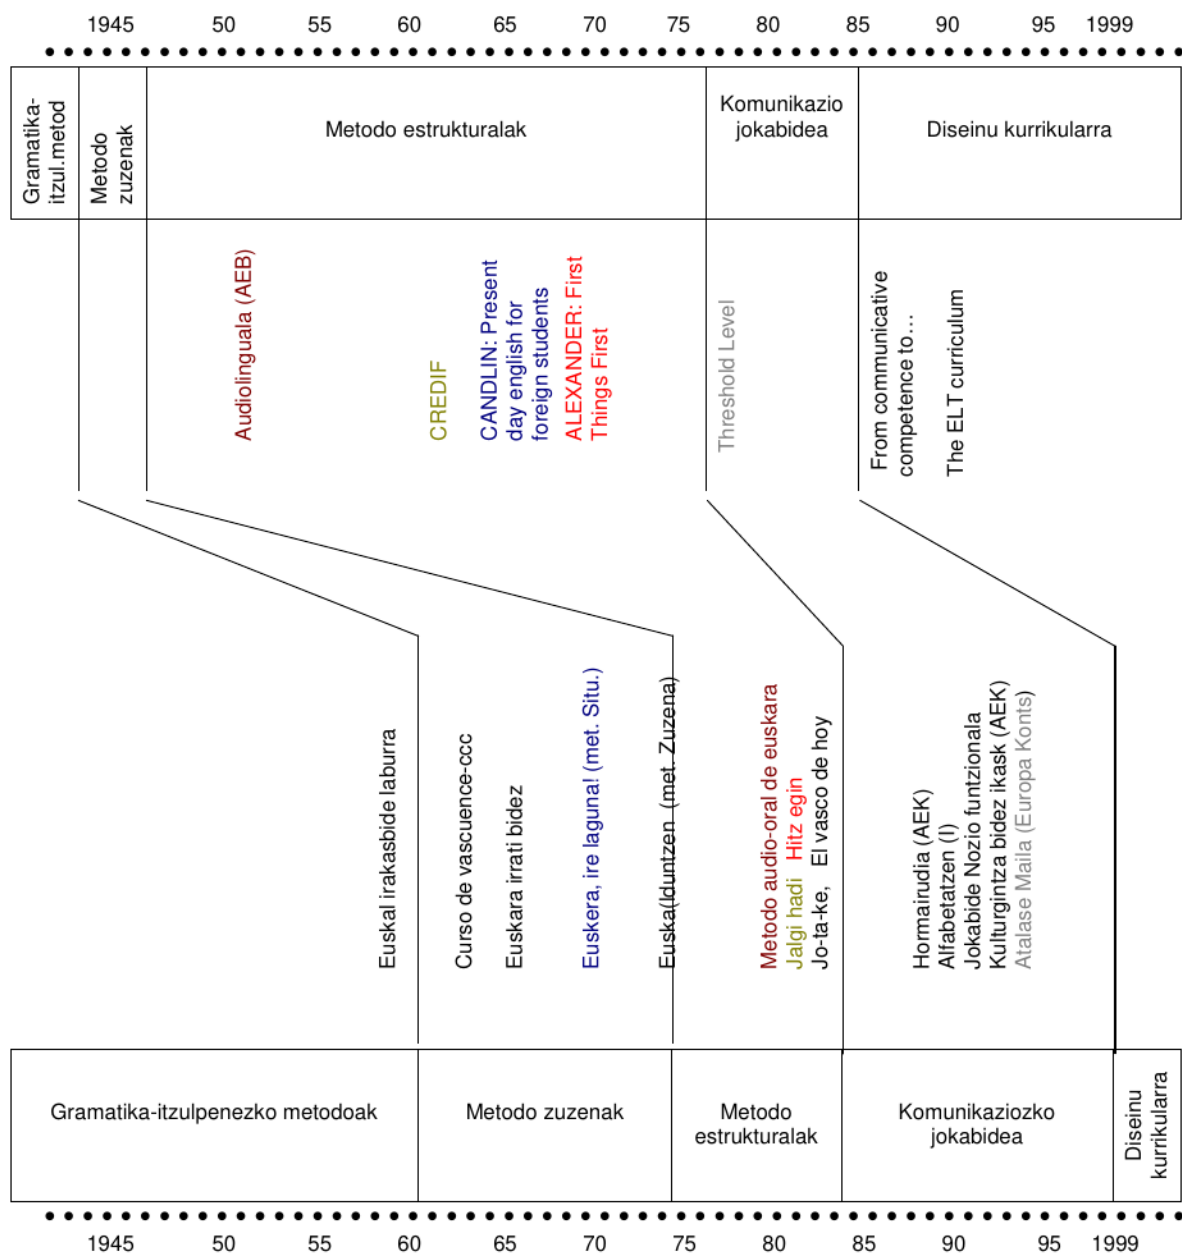 1945 50 55 60 65 70 75 80 85 90 95 1999
Gramatika-
itzul.metod
Metodo
zuzenak
Metodo estrukturalak
Komunikazio
jokabidea
Diseinu kurrikularra
Audiolinguala (AEB)
CREDIF
CANDLIN: Present
day english for
foreign students
ALEXANDER: First
Things First
Threshold Level
From communicative
competence to…
The ELT curriculum
Euskal irakasbide laburra
Curso de vascuence-ccc
Euskara irrati bidez
Euskera, ire laguna! (met. Situ.)
Euska(lduntzen (met. Zuzena)
Metodo audio-oral de euskara
Jalgi hadi Hitz egin
Jo-ta-ke, El vasco de hoy
Hormairudia (AEK)
Alfabetatzen (I)
Jokabide Nozio funtzionala
Kulturgintza bidez ikask (AEK)
Atalase Maila (Europa Konts)
Gramatika-itzulpenezko metodoak
Metodo zuzenak
Metodo
estrukturalak
Komunikaziozko
jokabidea
Diseinu
kurrikularra
1945 50 55 60 65 70 75 80 85 90 95 1999